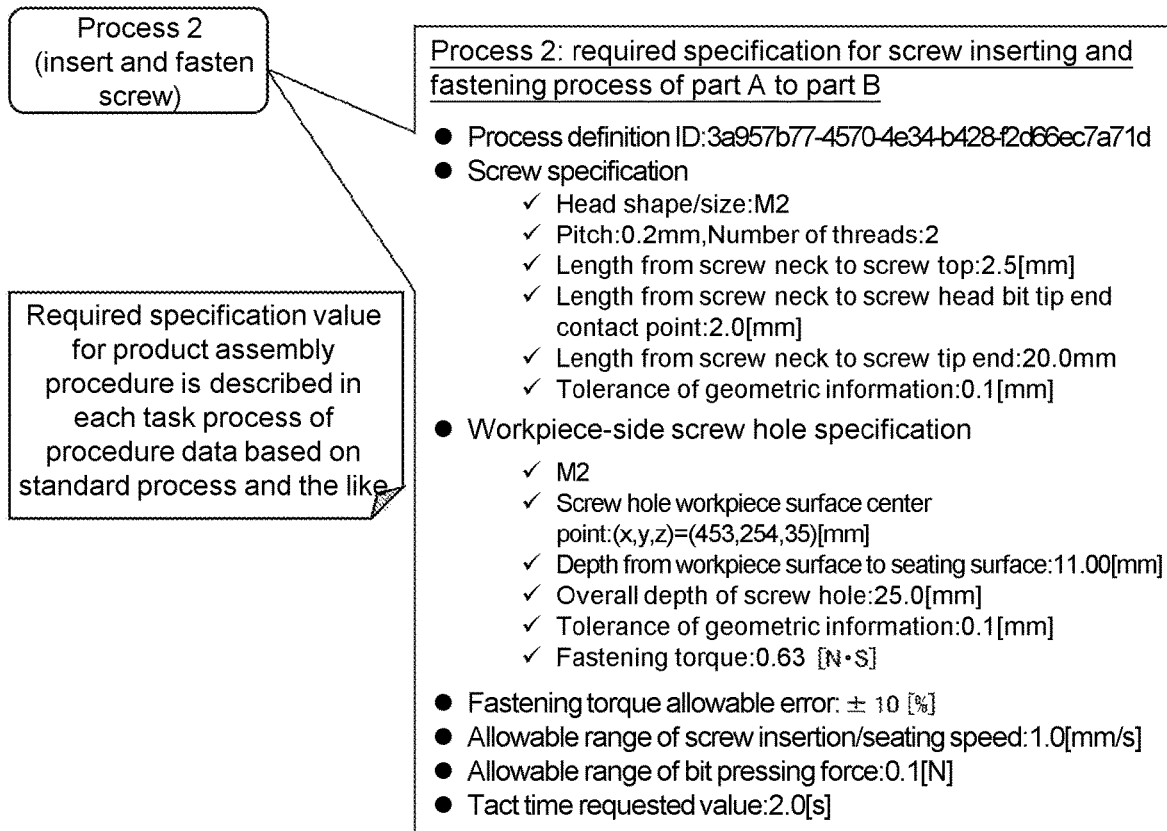 Process 2
(insert and fasten
screw)
Process 2: required specification for screw inserting and
fastening process of part A to part B
● Process definition ID:3a957b77-4570-4e34-b428-f2d66ec7a71d
● Screw specification
✓ Head shape/size:M2
✓ Pitch:0.2mm,Number of threads:2
✓ Length from screw neck to screw top:2.5[mm]
✓ Length from screw neck to screw head bit tip end
contact point:2.0[mm]
✓ Length from screw neck to screw tip end:20.0mm
✓ Tolerance of geometric information:0.1[mm]
● Workpiece-side screw hole specification
✓ M2
✓ Screw hole workpiece surface center
point:(x,y,z)=(453,254,35)[mm]
✓ Depth from workpiece surface to seating surface:11.00[mm]
✓ Overall depth of screw hole:25.0[mm]
✓ Tolerance of geometric information:0.1[mm]
✓ Fastening torque:0.63 [N・S]
● Fastening torque allowable error: ± 10 [%]
● Allowable range of screw insertion/seating speed:1.0[mm/s]
● Allowable range of bit pressing force:0.1[N]
● Tact time requested value:2.0[s]
Required specification value
for product assembly
procedure is described in
each task process of
procedure data based on
standard process and the like